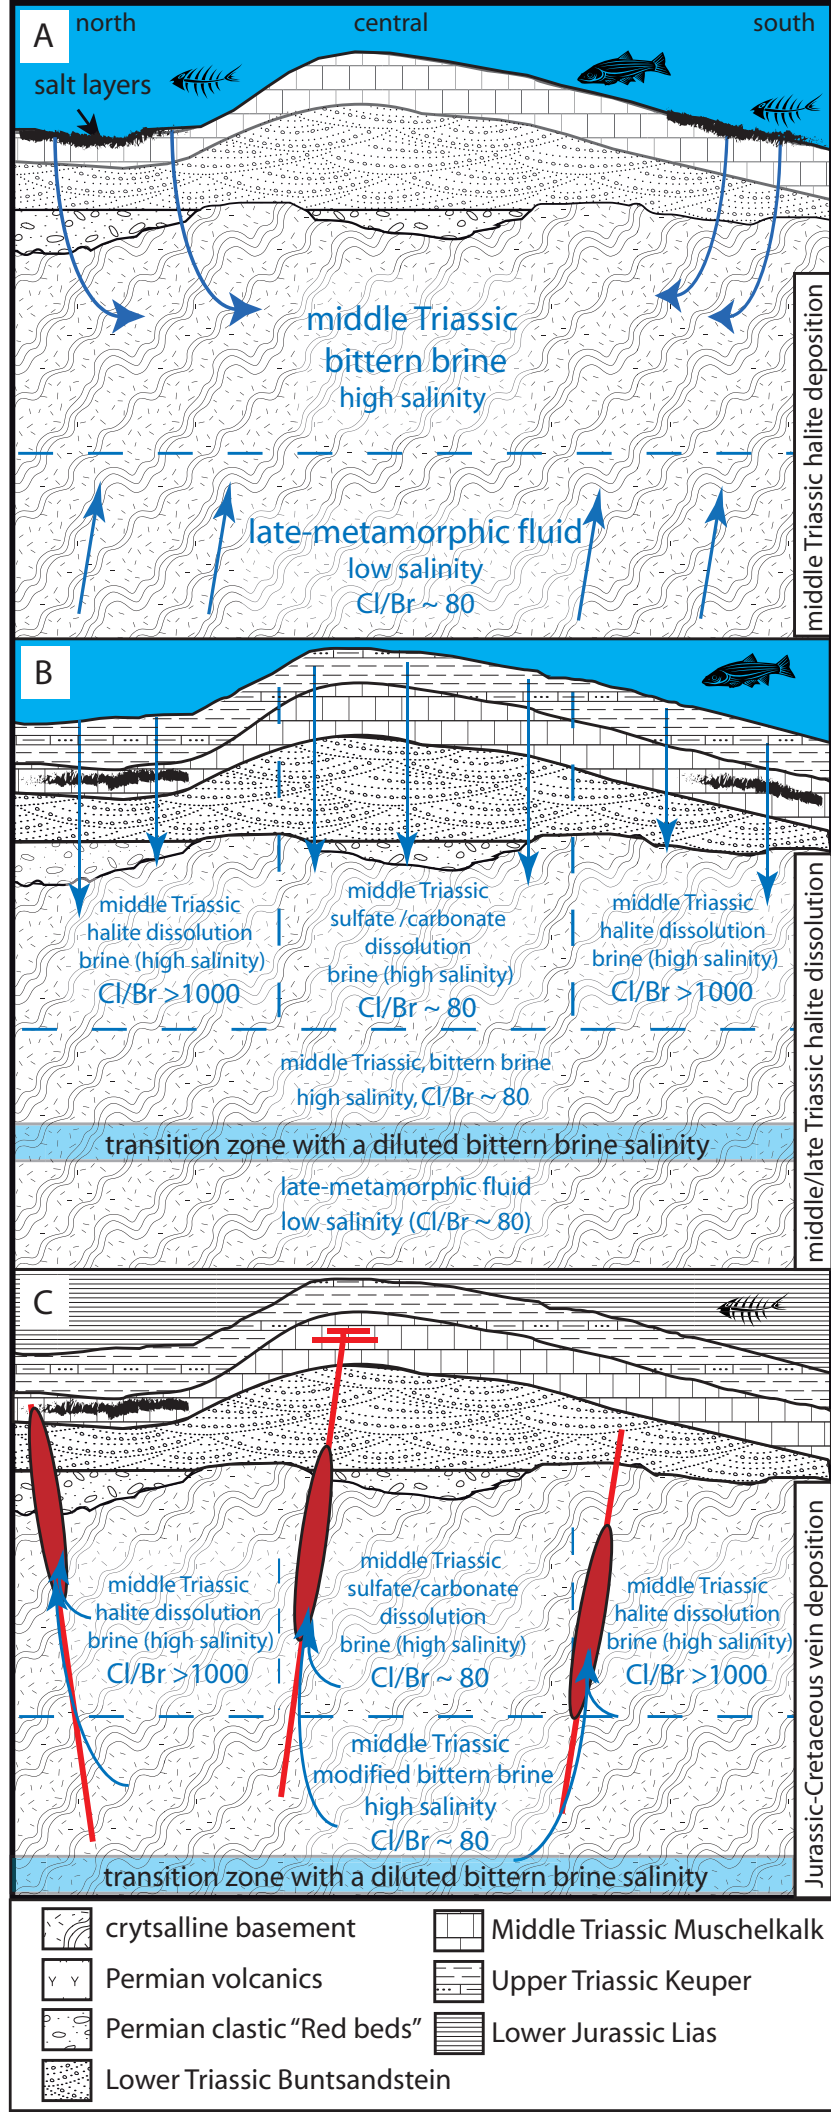 A
north
central
south
salt layers
middle Triassic
bittern brine
high salinity
late-metamorphic fluid
low salinity
Cl/Br ~ 80
middle Triassic halite deposition
B
middle Triassic
halite dissolution
brine (high salinity)
Cl/Br >1000
middle Triassic
sulfate /carbonate
dissolution
brine (high salinity)
Cl/Br ~ 80
middle Triassic
halite dissolution
brine (high salinity)
Cl/Br >1000
middle Triassic, bittern brine
high salinity, Cl/Br ~ 80
transition zone with a diluted bittern brine salinity
late-metamorphic fluid
low salinity (Cl/Br ~ 80)
middle/late Triassic halite dissolution
C
middle Triassic
halite dissolution
brine (high salinity)
Cl/Br >1000
middle Triassic
sulfate/carbonate
dissolution
brine (high salinity)
Cl/Br ~ 80
middle Triassic
halite dissolution
brine (high salinity)
Cl/Br >1000
middle Triassic
modified bittern brine
high salinity
Cl/Br ~ 80
transition zone with a diluted bittern brine salinity
Jurassic-Cretaceous vein deposition
crytsalline basement
Permian volcanics
Permian clastic "Red beds"
Lower Triassic Buntsandstein
Middle Triassic Muschelkalk
Upper Triassic Keuper
Lower Jurassic Lias